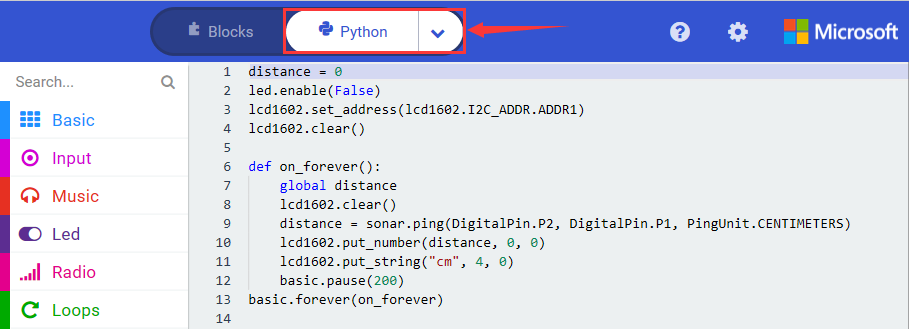 Blocks
Python
Microsoft
Search...
Basic
Input
Music
Led
Radio
Loops
1 distance = 0
2 led.enable(False)
3 lcd1602.set_address(lcd1602.I2C_ADDR.ADDR1)
4 lcd1602.clear()
5
6 def on_forever():
7     global distance
8     lcd1602.clear()
9     distance = sonar.ping(DigitalPin.P2, DigitalPin.P1, PingUnit.CENTIMETERS)
10     lcd1602.put_number(distance, 0, 0)
11     lcd1602.put_string("cm", 4, 0)
12     basic.pause(200)
13 basic.forever(on_forever)
14